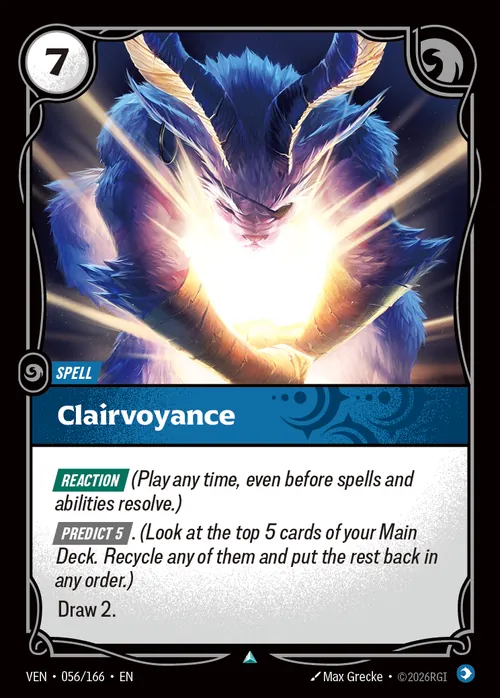 7
SPELL
Clairvoyance
REACTION (Play any time, even before spells and
abilities resolve.)
PREDICT 5. (Look at the top 5 cards of your Main
Deck. Recycle any of them and put the rest back in
any order.)
Draw 2.
VEN • 056/166 • EN
Max Grecke • ©2026RGI